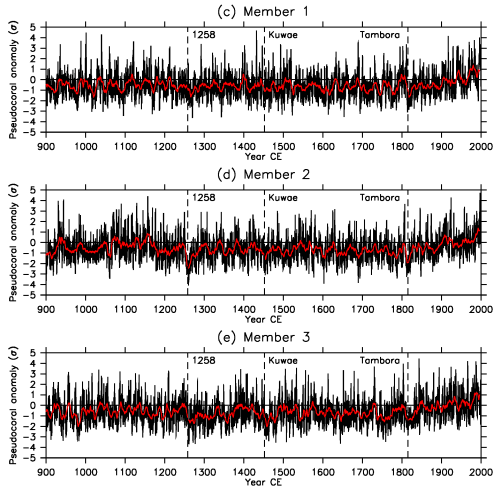 (c) Member 1
Pseudocoral anomaly (σ)
5
4
3
2
1
0
-1
-2
-3
-4
-5
1258 Kuwae Tambora
900 1000 1100 1200 1300 1400 1500 1600 1700 1800 1900 2000
Year CE
(d) Member 2
Pseudocoral anomaly (σ)
5
4
3
2
1
0
-1
-2
-3
-4
-5
1258 Kuwae Tambora
900 1000 1100 1200 1300 1400 1500 1600 1700 1800 1900 2000
Year CE
(e) Member 3
Pseudocoral anomaly (σ)
5
4
3
2
1
0
-1
-2
-3
-4
-5
1258 Kuwae Tambora
900 1000 1100 1200 1300 1400 1500 1600 1700 1800 1900 2000
Year CE